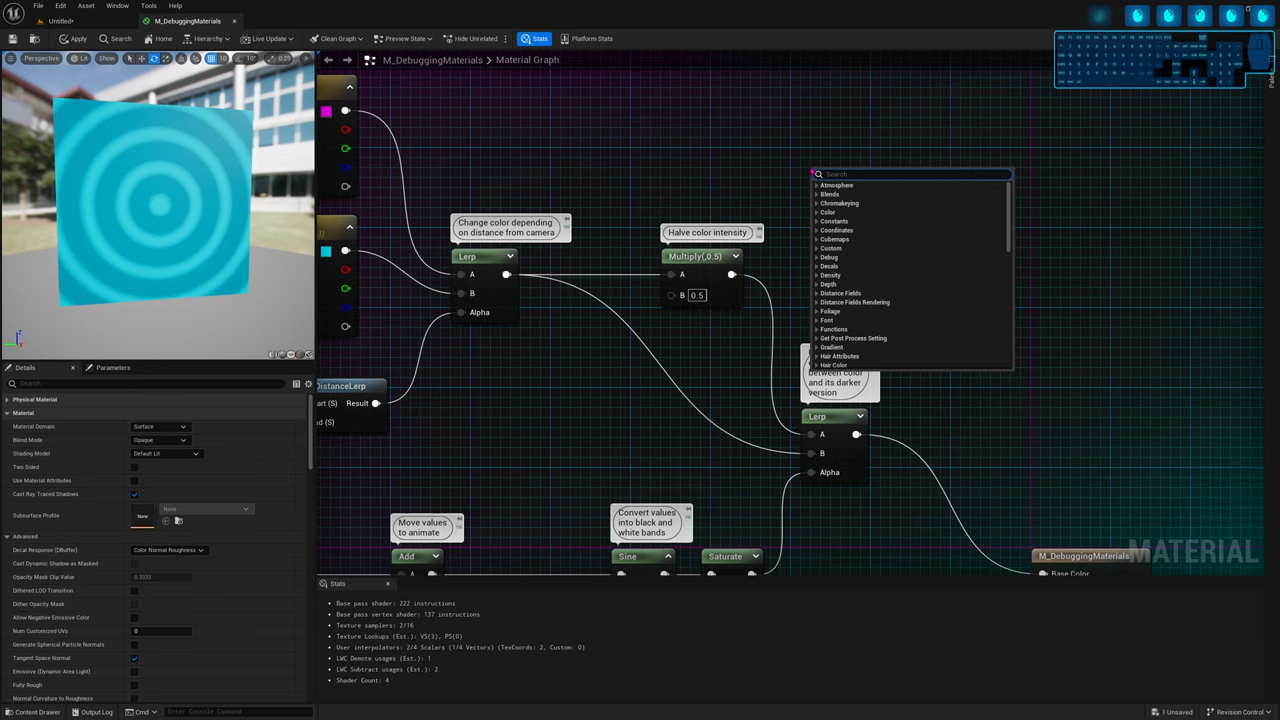 File
Edit
Asset
Window
Tools
Help
Untitled*
M_DebuggingMaterials
Apply
Search
Home
Hierarchy
Live Update
Clean Graph
Preview State
Hide Unrelated
Stats
Platform Stats
Perspective
Lit
Show
10
10°
0.25
M_DebuggingMaterials
Material Graph
Search
Atmosphere
Blends
Chromakeying
Color
Constants
Coordinates
Cubemaps
Custom
Debug
Decals
Density
Depth
Distance Fields
Distance Fields Rendering
Foliage
Font
Functions
Get Post Process Setting
Gradient
Hair Attributes
Hair Color
Change color depending
on distance from camera
Lerp
A
B
Alpha
Halve color intensity
Multiply(,0.5)
A
B 0.5
between color
and its darker
version
Lerp
A
B
Alpha
DistanceLerp
art (S)
Result
nd (S)
Move values
to animate
Add
A
Convert values
into black and
white bands
Sine
Saturate
M_DebuggingMaterials
Base Color
MATERIAL
Details
Parameters
Search
Physical Material
Material
Material Domain
Surface
Blend Mode
Opaque
Shading Model
Default Lit
Two Sided
Use Material Attributes
Cast Ray Traced Shadows
Subsurface Profile
None
None
Advanced
Decal Response (DBuffer)
Color Normal Roughness
Cast Dynamic Shadow as Masked
Opacity Mask Clip Value
0.3333
Dithered LOD Transition
Dither Opacity Mask
Allow Negative Emissive Color
Num Customized UVs
0
Generate Spherical Particle Normals
Tangent Space Normal
Emissive (Dynamic Area Light)
Fully Rough
Normal Curvature to Roughness
Stats
Base pass shader: 222 instructions
Base pass vertex shader: 137 instructions
Texture samplers: 2/16
Texture Lookups (Est.): VS(3), PS(0)
User interpolators: 2/4 Scalars (1/4 Vectors) (TexCoords: 2, Custom: 0)
LWC Demote usages (Est.): 1
LWC Subtract usages (Est.): 2
Shader Count: 4
Content Drawer
Output Log
Cmd
Enter Console Command
1 Unsaved
Revision Control